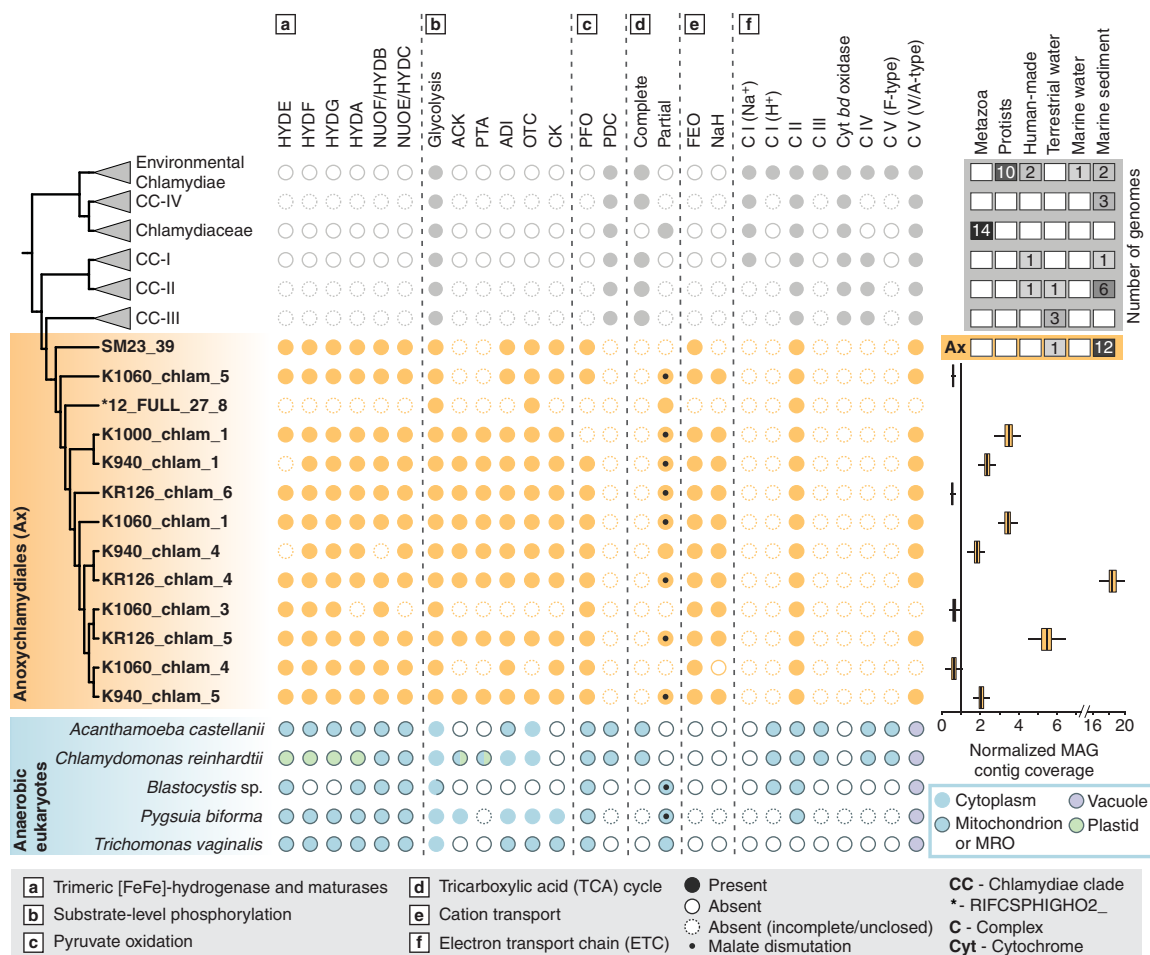 a
b
c
d
e
f
HYDE
HYDF
HYDG
HYDA
NUOF/HYDB
NUOE/HYDC
Glycolysis
ACK
PTA
ADI
OTC
CK
PFO
PDC
Complete
Partial
FEO
NaH
C I (Na⁺)
C I (H⁺)
C II
C III
Cyt bd oxidase
C IV
C V (F-type)
C V (V/A-type)
Metazoa
Protists
Human-made
Terrestrial water
Marine water
Marine sediment
Environmental
Chlamydiae
10 2 1 2
CC-IV
3
Chlamydiaceae
14
CC-I
1 1
CC-II
1 1 6
CC-III
3
Number of genomes
Anoxychlamydiales (Ax)
SM23_39
Ax 1 12
K1060_chlam_5
*12_FULL_27_8
K1000_chlam_1
K940_chlam_1
KR126_chlam_6
K1060_chlam_1
K940_chlam_4
KR126_chlam_4
K1060_chlam_3
KR126_chlam_5
K1060_chlam_4
K940_chlam_5
0 2 4 6 16 20
Normalized MAG
contig coverage
Anaerobic
eukaryotes
Acanthamoeba castellanii
Chlamydomonas reinhardtii
Blastocystis sp.
Pygsuia biforma
Trichomonas vaginalis
Cytoplasm
Vacuole
Mitochondrion
or MRO
Plastid
a Trimeric [FeFe]-hydrogenase and maturases
b Substrate-level phosphorylation
c Pyruvate oxidation
d Tricarboxylic acid (TCA) cycle
e Cation transport
f Electron transport chain (ETC)
Present
Absent
Absent (incomplete/unclosed)
Malate dismutation
CC - Chlamydiae clade
* - RIFCSPHIGHO2_
C - Complex
Cyt - Cytochrome